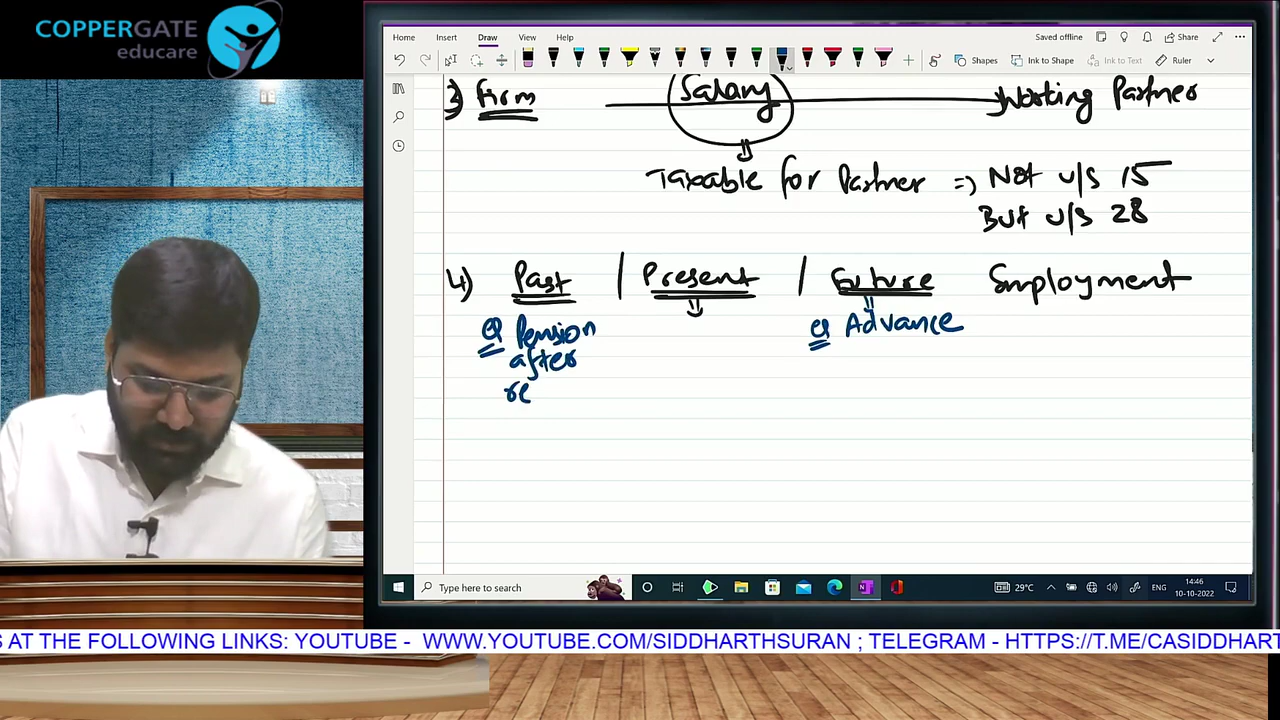 COPPERGATE
educare
Home Insert Draw View Help
Saved offline
Share
Shapes
Ink to Shape
Ink to Text
Ruler
3) Firm Salary Working Partner
Taxable for Partner => Not u/s 15
But u/s 28
4) Past / Present / Future Employment
eg Pension
after
re
eg Advance
Type here to search
29°C
ENG
14:46
10-10-2022
S AT THE FOLLOWING LINKS: YOUTUBE - WWW.YOUTUBE.COM/SIDDHARTHSURAN ; TELEGRAM - HTTPS://T.ME/CASIDDHART